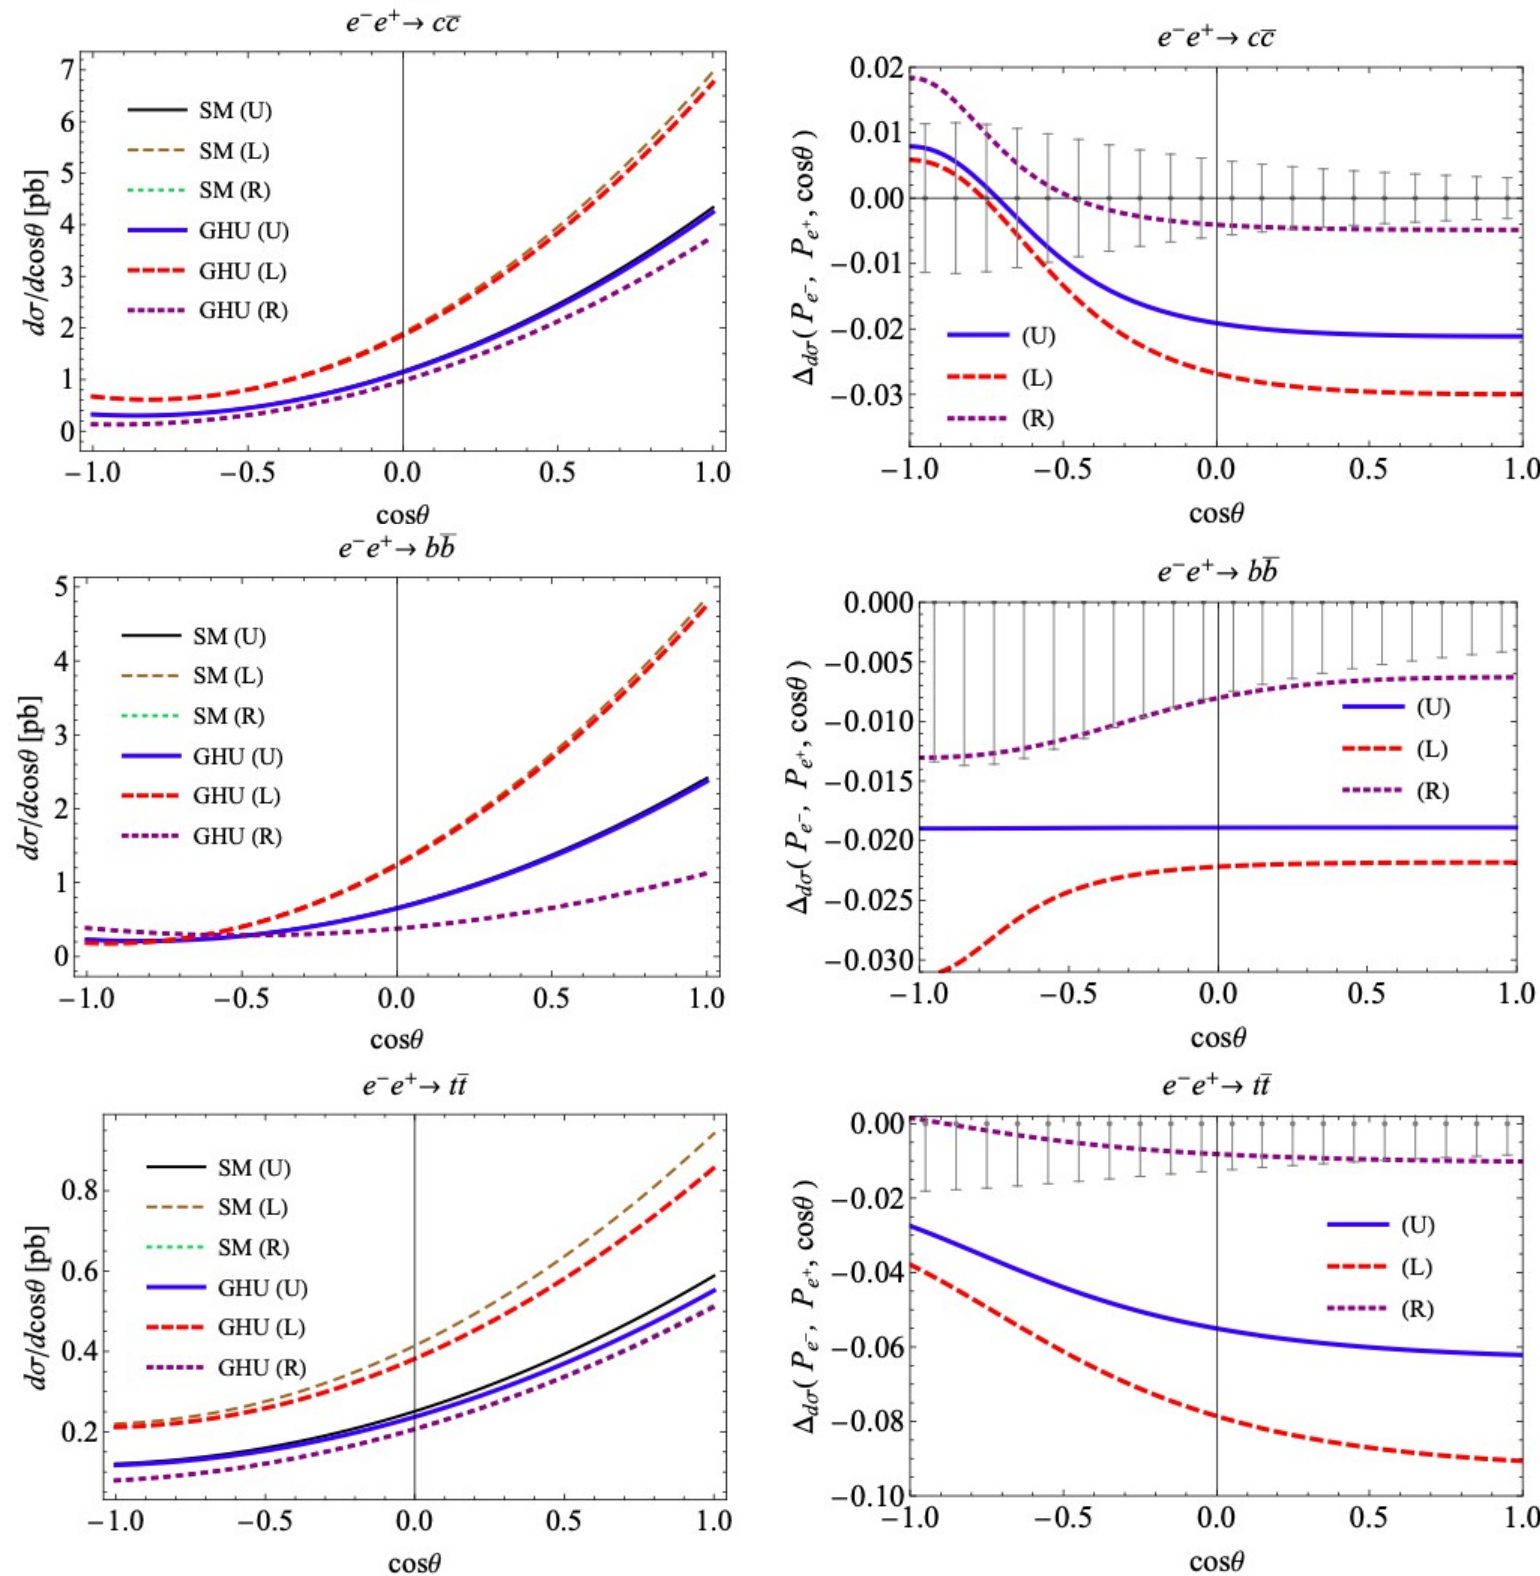 e⁻e⁺→ cc̅
7
6
5
4
3
2
1
0
dσ/dcosθ [pb]
SM (U)
SM (L)
SM (R)
GHU (U)
GHU (L)
GHU (R)
−1.0 −0.5 0.0 0.5 1.0
cosθ
e⁻e⁺→ cc̅
0.02
0.01
0.00
−0.01
−0.02
−0.03
Δdσ( Pe⁻, Pe⁺, cosθ )
(U)
(L)
(R)
−1.0 −0.5 0.0 0.5 1.0
cosθ
e⁻e⁺→ bb̅
5
4
3
2
1
0
dσ/dcosθ [pb]
SM (U)
SM (L)
SM (R)
GHU (U)
GHU (L)
GHU (R)
−1.0 −0.5 0.0 0.5 1.0
cosθ
e⁻e⁺→ bb̅
0.000
−0.005
−0.010
−0.015
−0.020
−0.025
−0.030
Δdσ( Pe⁻, Pe⁺, cosθ )
(U)
(L)
(R)
−1.0 −0.5 0.0 0.5 1.0
cosθ
e⁻e⁺→ tt̅
0.8
0.6
0.4
0.2
dσ/dcosθ [pb]
SM (U)
SM (L)
SM (R)
GHU (U)
GHU (L)
GHU (R)
−1.0 −0.5 0.0 0.5 1.0
cosθ
e⁻e⁺→ tt̅
0.00
−0.02
−0.04
−0.06
−0.08
−0.10
Δdσ( Pe⁻, Pe⁺, cosθ )
(U)
(L)
(R)
−1.0 −0.5 0.0 0.5 1.0
cosθ